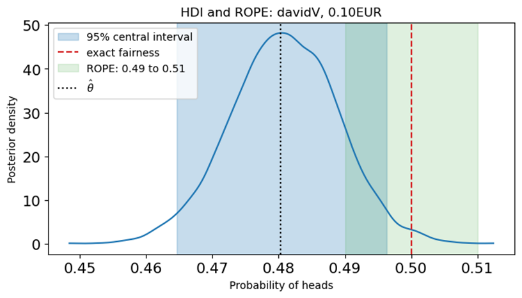 HDI and ROPE: davidV, 0.10EUR
95% central interval
exact fairness
ROPE: 0.49 to 0.51
θ̂
Posterior density
50
40
30
20
10
0
0.45 0.46 0.47 0.48 0.49 0.50 0.51
Probability of heads